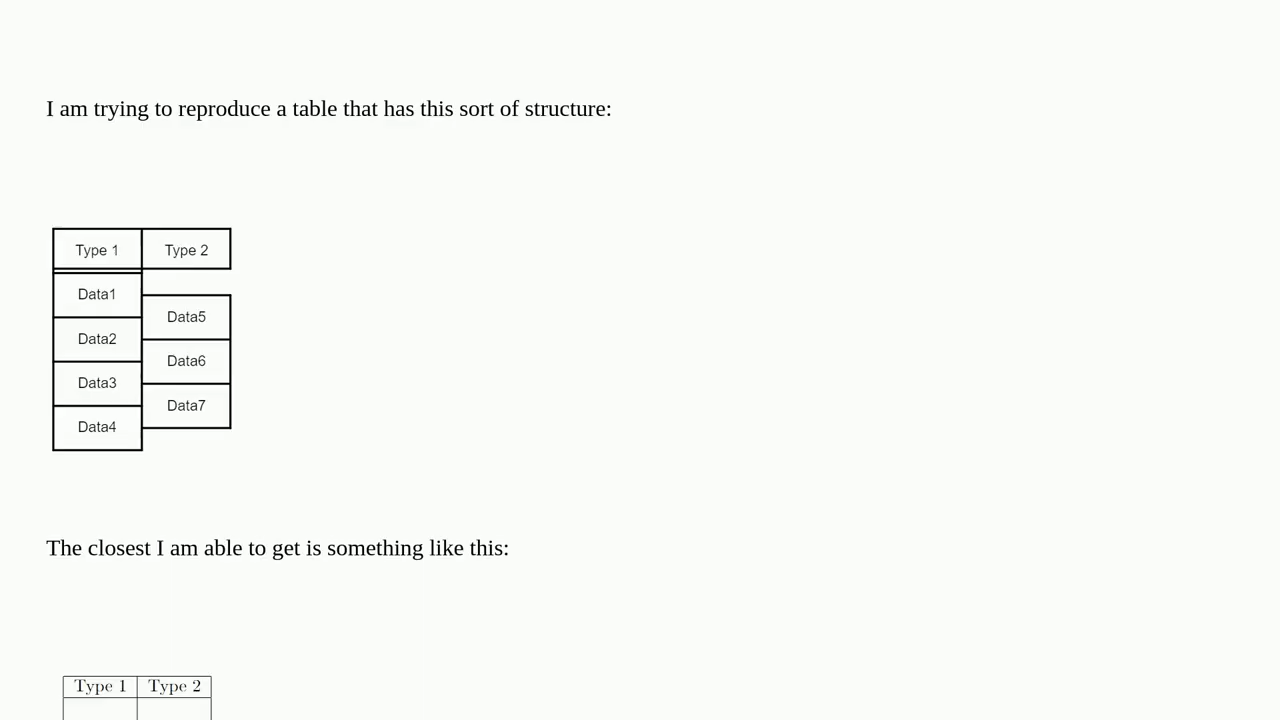 I am trying to reproduce a table that has this sort of structure:
Type 1 Type 2
Data1
Data5
Data2
Data6
Data3
Data7
Data4
The closest I am able to get is something like this:
Type 1 Type 2